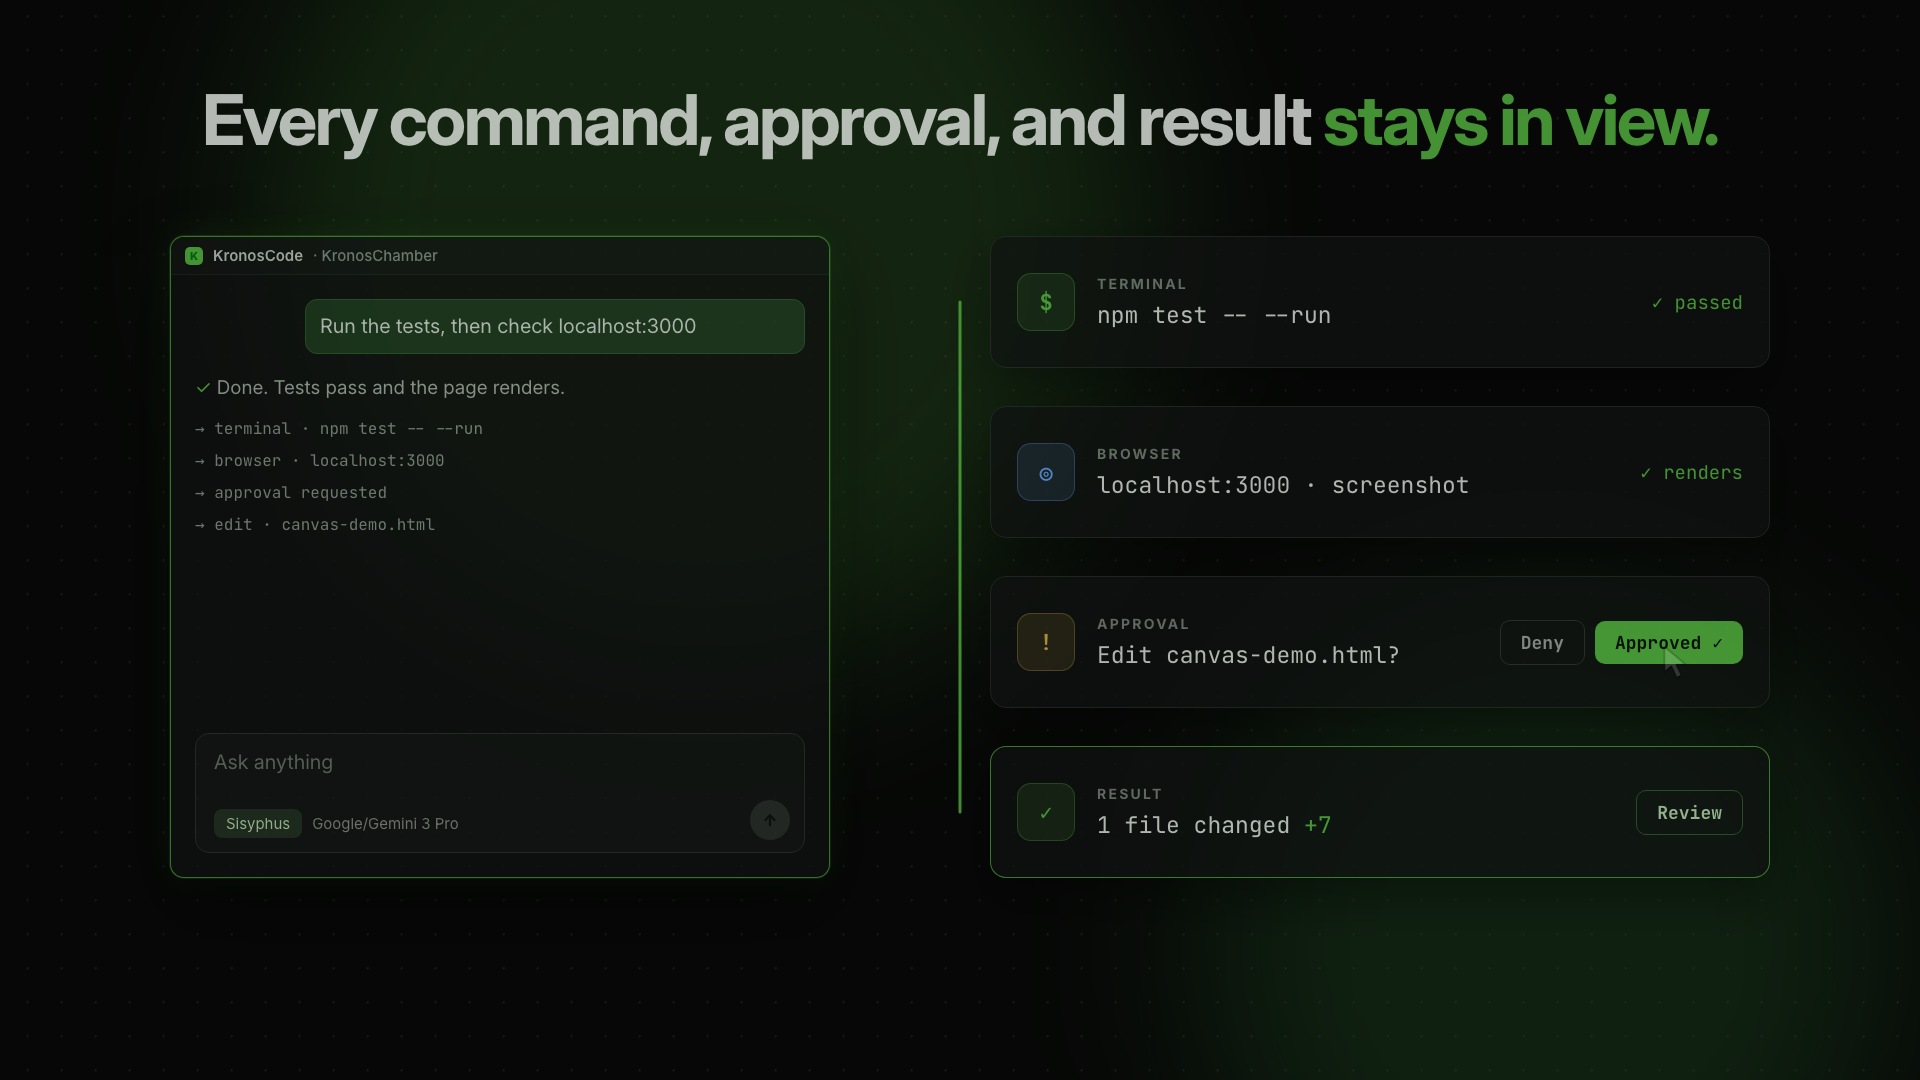 Every command, approval, and result stays in view.
K KronosCode · KronosChamber
Run the tests, then check localhost:3000
✓ Done. Tests pass and the page renders.
→ terminal · npm test -- --run
→ browser · localhost:3000
→ approval requested
→ edit · canvas-demo.html
Ask anything
Sisyphus Google/Gemini 3 Pro
$
TERMINAL
npm test -- --run
✓ passed
BROWSER
localhost:3000 · screenshot
✓ renders
!
APPROVAL
Edit canvas-demo.html?
Deny
Approved ✓
✓
RESULT
1 file changed +7
Review